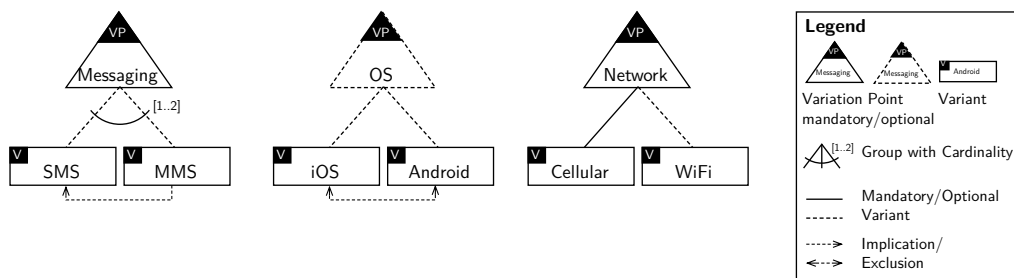 VP
Messaging
[1..2]
V
SMS
V
MMS
VP
OS
V
iOS
V
Android
VP
Network
V
Cellular
V
WiFi
Legend
VP
Messaging
VP
Messaging
V
Android
Variation Point
mandatory/optional
Variant
[1..2]
Group with Cardinality
Mandatory/Optional
Variant
Implication/
Exclusion